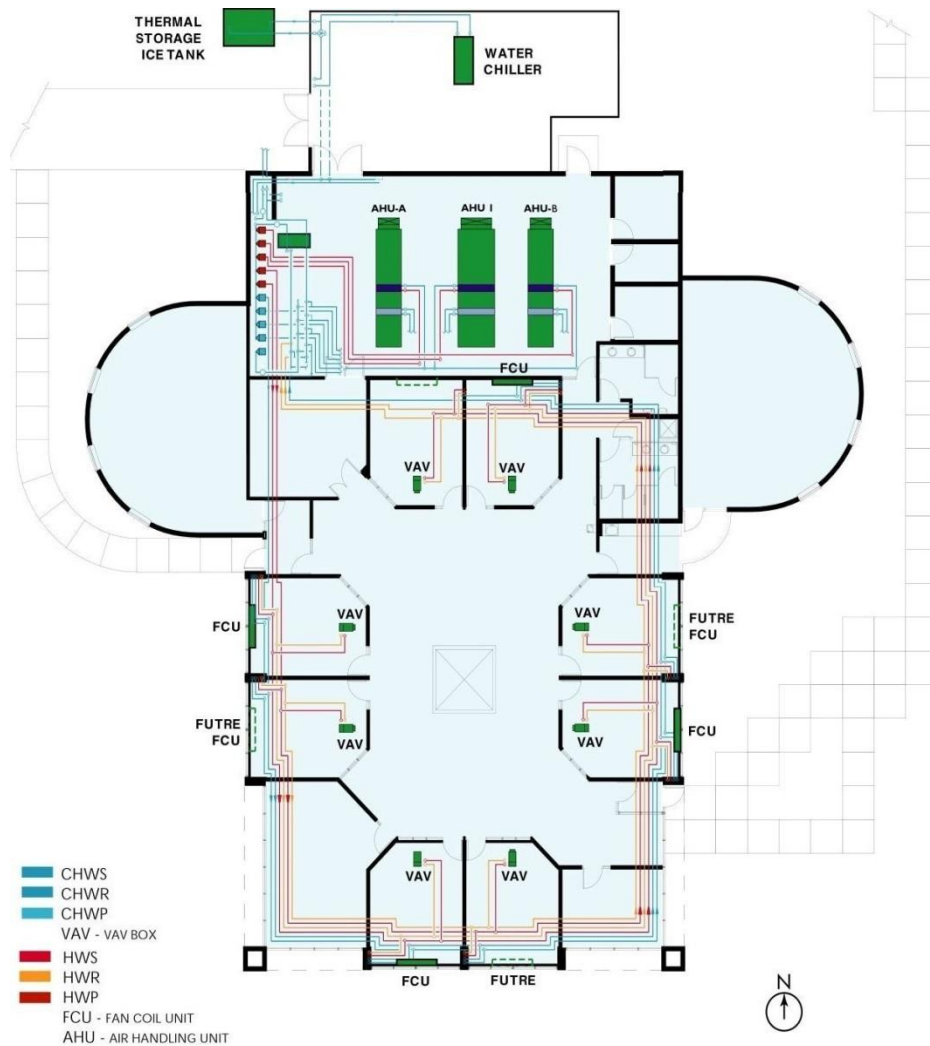 THERMAL
STORAGE
ICE TANK
WATER
CHILLER
AHU-A
AHU 1
AHU-B
FCU
VAV
VAV
FCU
VAV
VAV
FUTRE
FCU
FUTRE
FCU
VAV
VAV
FCU
VAV
VAV
FCU
FUTRE
CHWS
CHWR
CHWP
VAV - VAV BOX
HWS
HWR
HWP
FCU - FAN COIL UNIT
AHU - AIR HANDLING UNIT
N